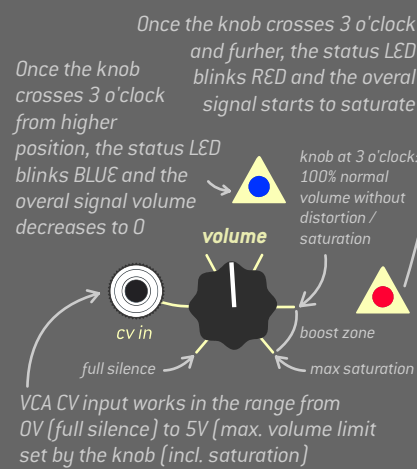 Once the knob crosses 3 o'clock
and furher, the status LED
blinks RED and the overal
signal starts to saturate
Once the knob
crosses 3 o'clock
from higher
position, the status LED
blinks BLUE and the
overal signal volume
decreases to 0
knob at 3 o'clock:
100% normal
volume without
distortion /
saturation
volume
cv in
boost zone
full silence
max saturation
VCA CV input works in the range from
0V (full silence) to 5V (max. volume limit
set by the knob (incl. saturation)